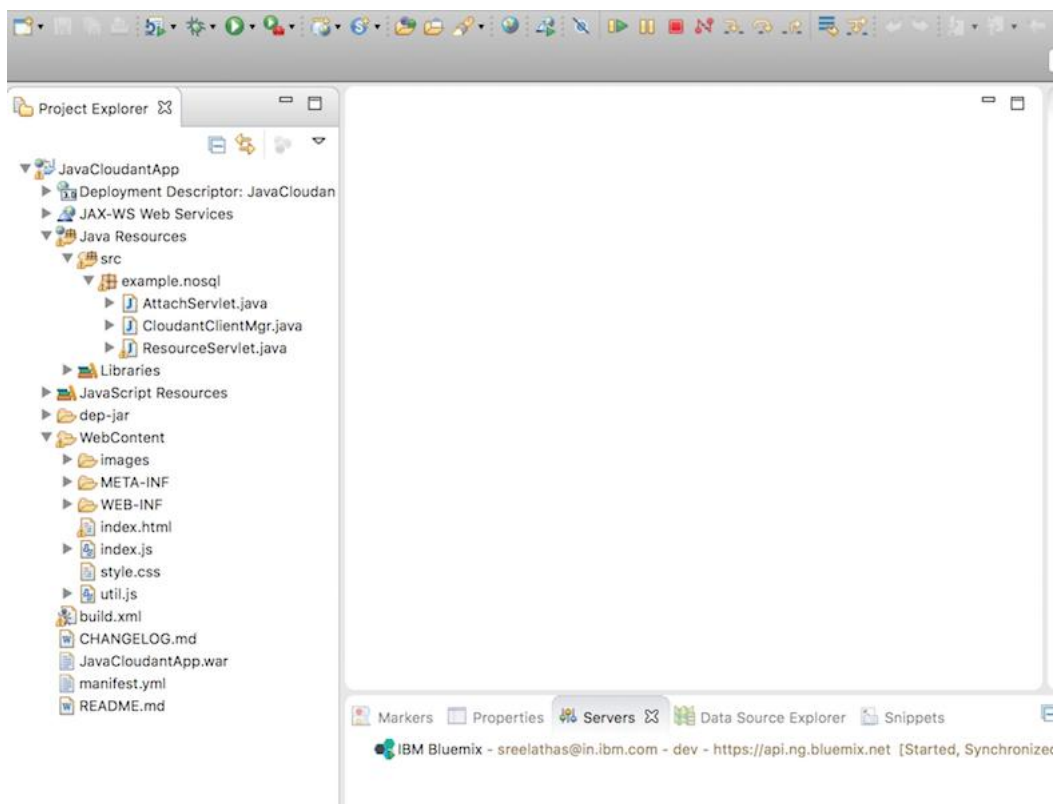 Project Explorer
JavaCloudantApp
Deployment Descriptor: JavaCloudan
JAX-WS Web Services
Java Resources
src
example.nosql
AttachServlet.java
CloudantClientMgr.java
ResourceServlet.java
Libraries
JavaScript Resources
dep-jar
WebContent
images
META-INF
WEB-INF
index.html
index.js
style.css
util.js
build.xml
CHANGELOG.md
JavaCloudantApp.war
manifest.yml
README.md
Markers Properties Servers Data Source Explorer Snippets
IBM Bluemix - sreelathas@in.ibm.com - dev - https://api.ng.bluemix.net [Started, Synchronized